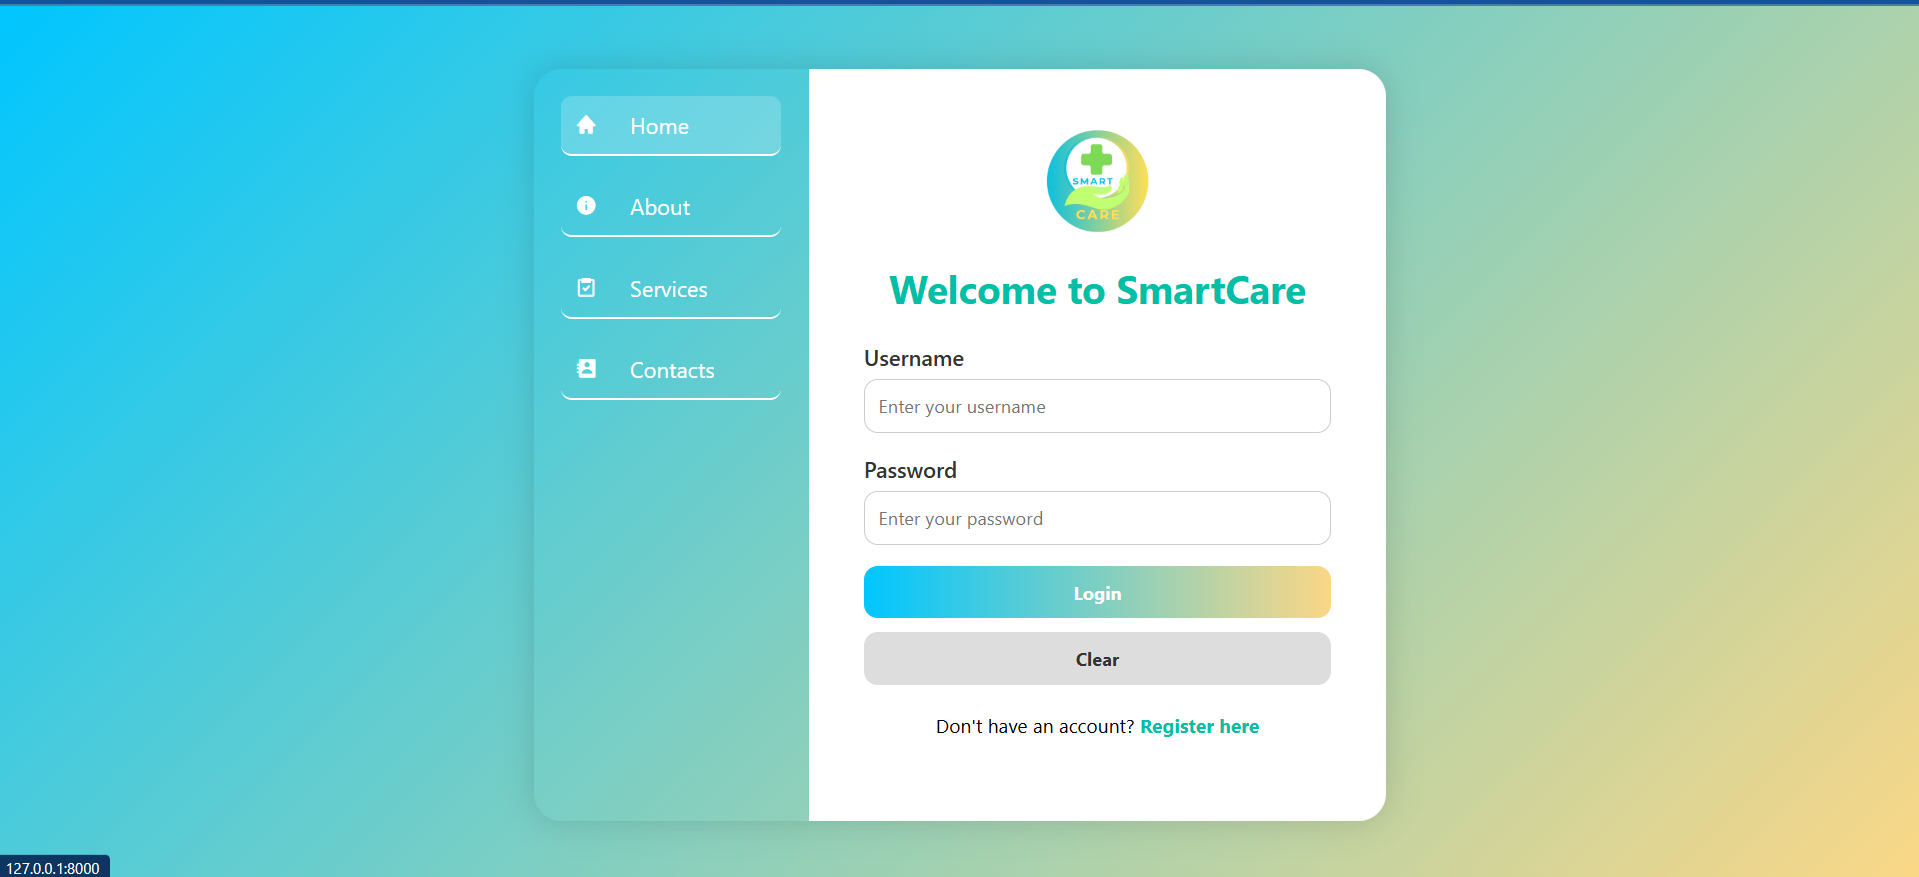 Home
About
Services
Contacts
SMART
CARE
Welcome to SmartCare
Username
Enter your username
Password
Enter your password
Login
Clear
Don't have an account? Register here
127.0.0.1:8000